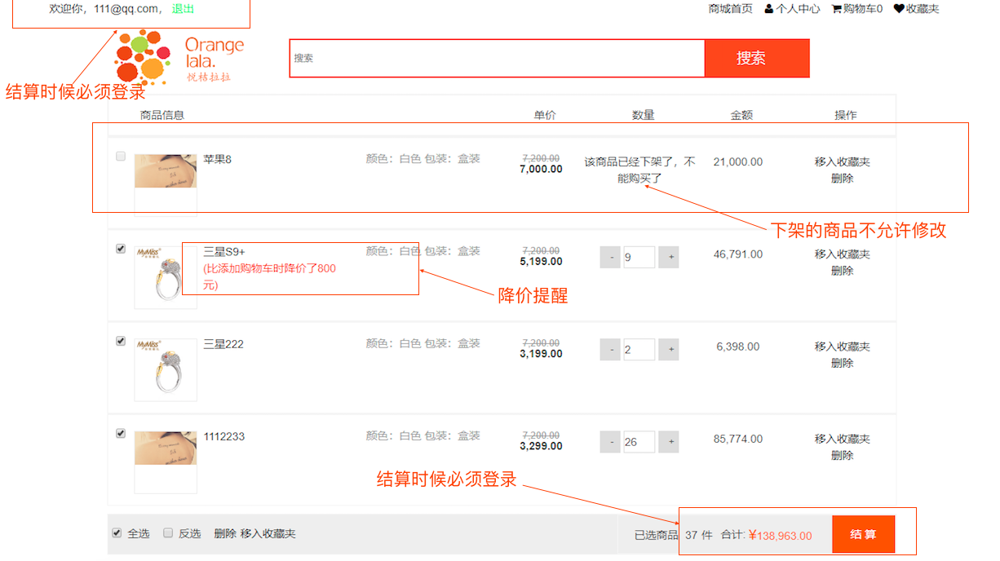 欢迎你，111@qq.com， 退出
商城首页 个人中心 购物车0 收藏夹
Orange
lala.
悦桔拉拉
搜索 搜索
结算时候必须登录
商品信息 单价 数量 金额 操作
苹果8 颜色：白色 包装：盒装 7,200.00 该商品已经下架了，不 21,000.00 移入收藏夹
7,000.00 能购买了 删除
下架的商品不允许修改
MyMiss 三星S9+ 颜色：白色 包装：盒装 7,200.00 - 9 + 46,791.00 移入收藏夹
(比添加购物车时降价了800 5,199.00 删除
元)
降价提醒
MyMiss 三星222 颜色：白色 包装：盒装 7,200.00 - 2 + 6,398.00 移入收藏夹
3,199.00 删除
1112233 颜色：白色 包装：盒装 7,200.00 - 26 + 85,774.00 移入收藏夹
3,299.00 删除
结算时候必须登录
全选 反选 删除 移入收藏夹 已选商品 37 件 合计: ¥138,963.00 结 算